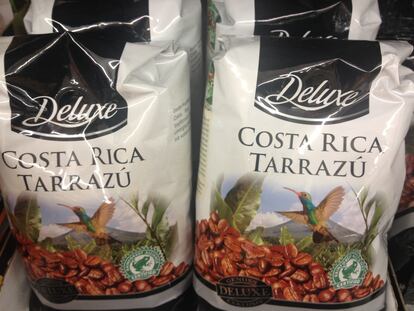 Deluxe
COSTA RICA
TARRAZÚ
Deluxe
COSTA RICA
TARRAZÚ
DELUXE